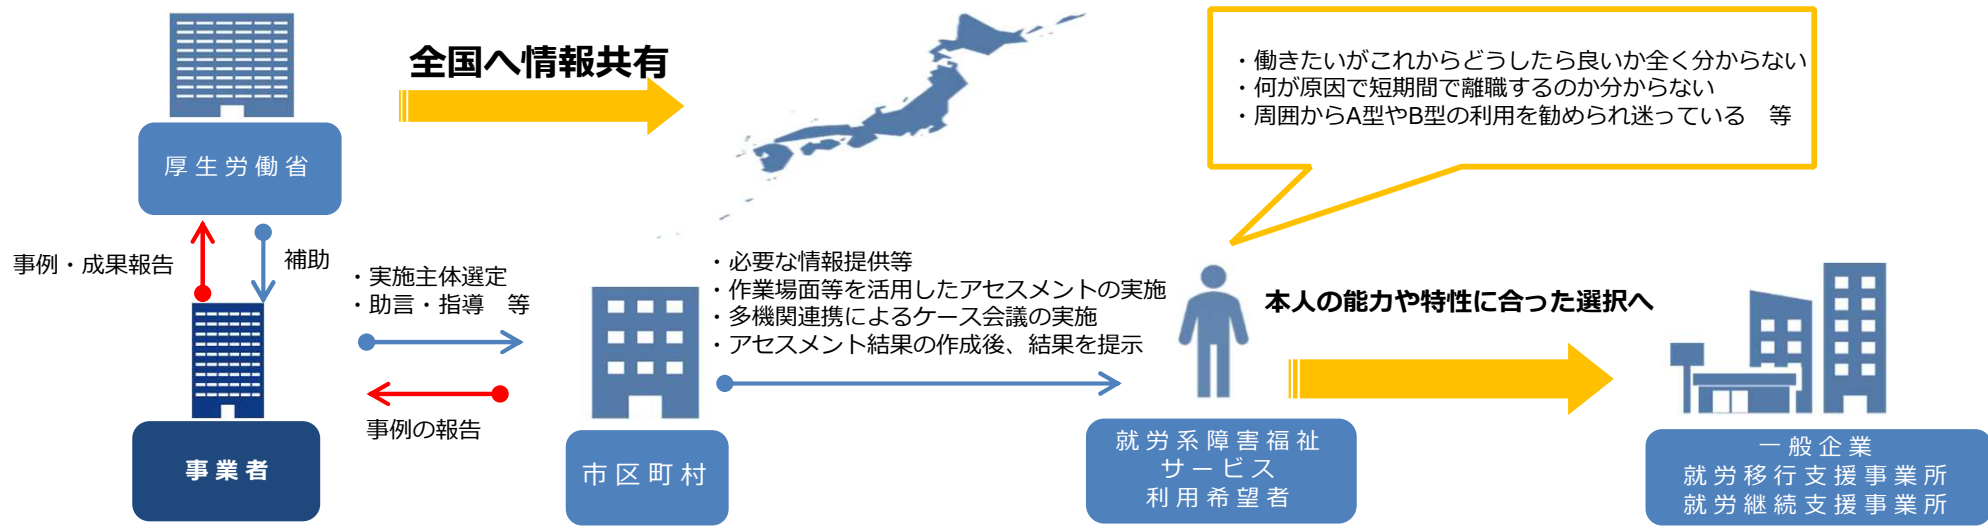 全国へ情報共有
・働きたいがこれからどうしたら良いか全く分からない
・何が原因で短期間で離職するのか分からない
・周囲からA型やB型の利用を勧められ迷っている　等
厚生労働省
事例・成果報告
補助
・実施主体選定
・助言・指導　等
・必要な情報提供等
・作業場面等を活用したアセスメントの実施
・多機関連携によるケース会議の実施
・アセスメント結果の作成後、結果を提示
本人の能力や特性に合った選択へ
事例の報告
事業者
市区町村
就労系障害福祉
サービス
利用希望者
一般企業
就労移行支援事業所
就労継続支援事業所